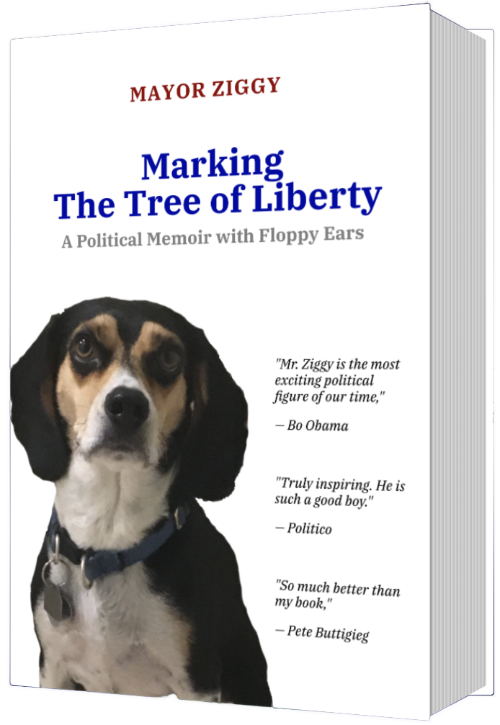 MAYOR ZIGGY
Marking
The Tree of Liberty
A Political Memoir with Floppy Ears
"Mr. Ziggy is the most
exciting political
figure of our time,"
— Bo Obama
"Truly inspiring. He is
such a good boy."
— Politico
"So much better than
my book,"
— Pete Buttigieg